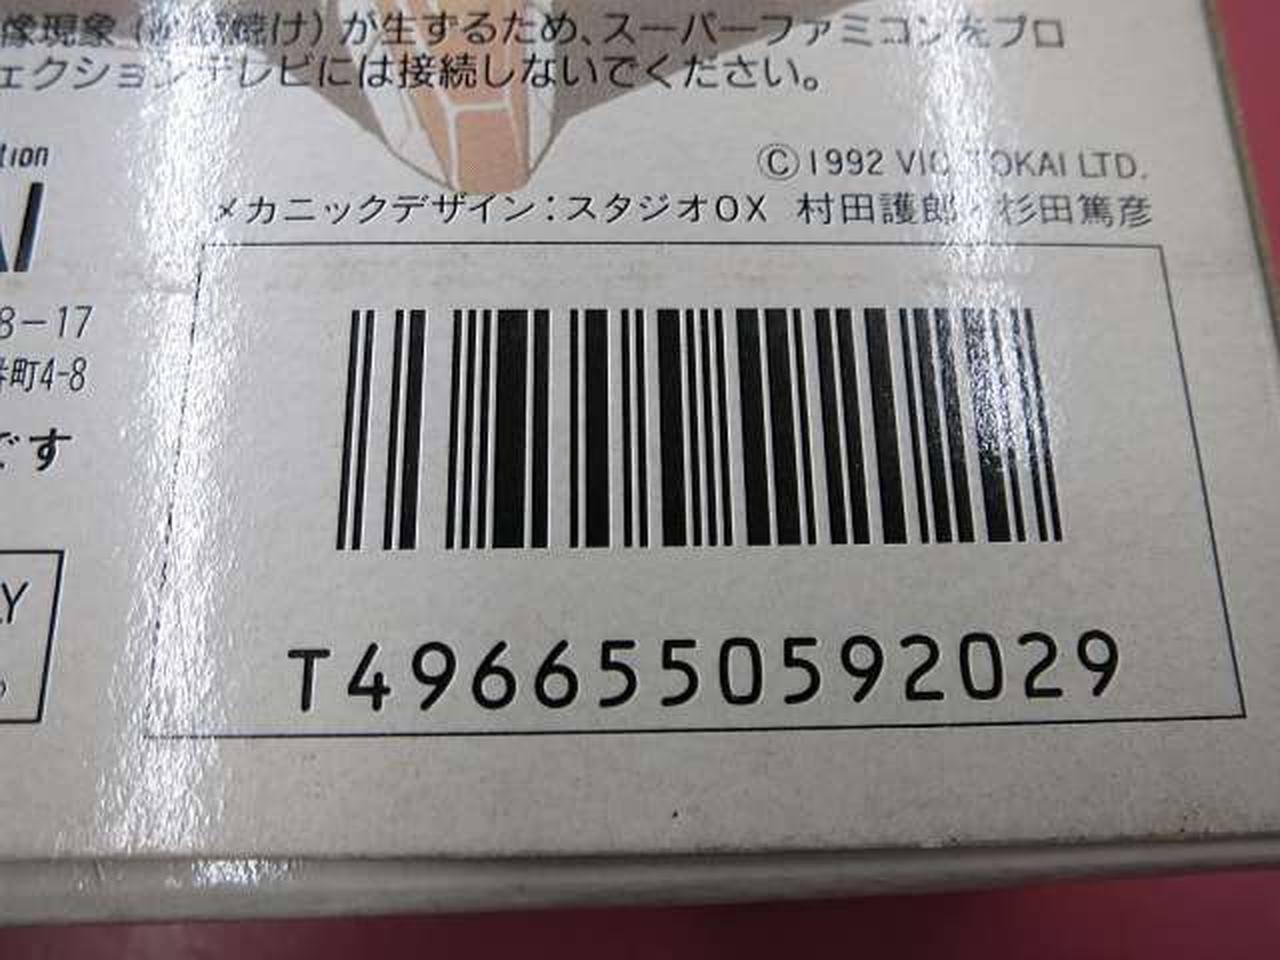 像現象 焼け）が生ずるため、スーパーファミコンをプロ
ェクションテレビには接続しないでください。
tion
©1992 VIC TOKAI LTD.
メカニックデザイン：スタジオOX 村田護郎 杉田篤彦
AI
8－17
町4-8
です
LY
T4966550592029